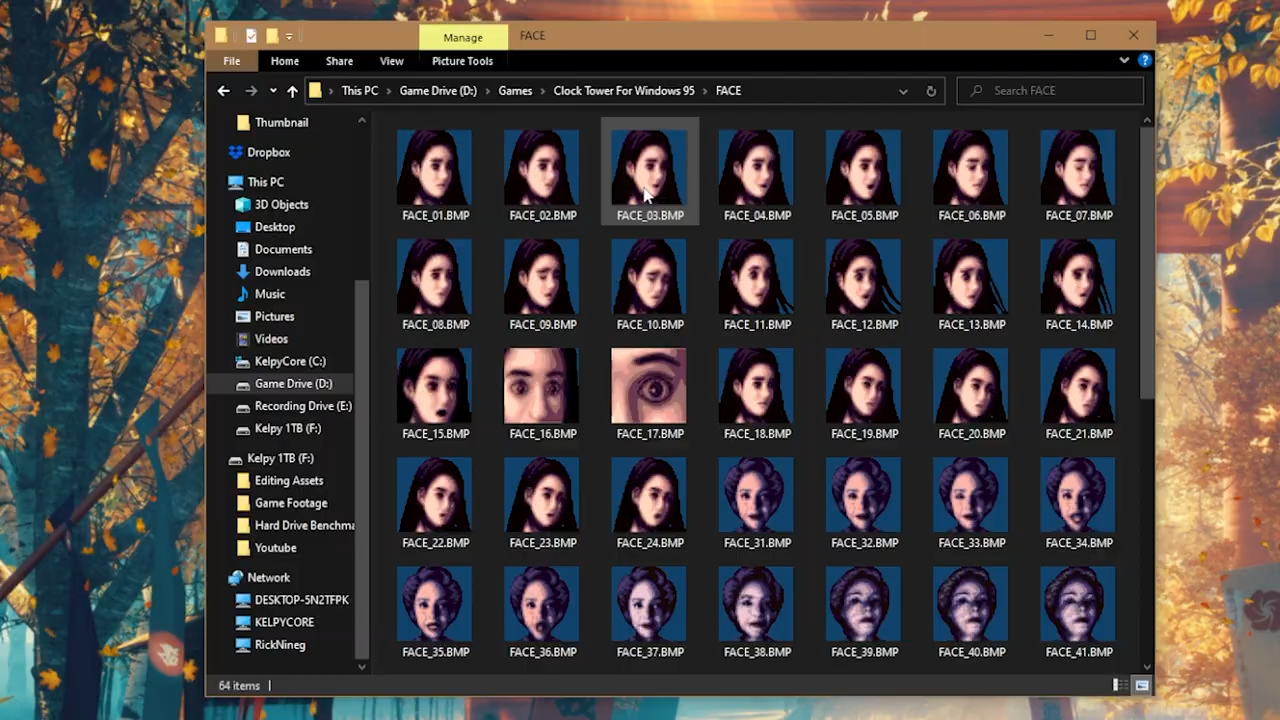 Manage
FACE
File
Home
Share
View
Picture Tools
This PC
Game Drive (D:)
Games
Clock Tower For Windows 95
FACE
Search FACE
Thumbnail
Dropbox
This PC
3D Objects
Desktop
Documents
Downloads
Music
Pictures
Videos
KelpyCore (C:)
Game Drive (D:)
Recording Drive (E:)
Kelpy 1TB (F:)
Kelpy 1TB (F:)
Editing Assets
Game Footage
Hard Drive Benchma
Youtube
Network
DESKTOP-5N2TFPK
KELPYCORE
RickNineg
FACE_01.BMP
FACE_02.BMP
FACE_03.BMP
FACE_04.BMP
FACE_05.BMP
FACE_06.BMP
FACE_07.BMP
FACE_08.BMP
FACE_09.BMP
FACE_10.BMP
FACE_11.BMP
FACE_12.BMP
FACE_13.BMP
FACE_14.BMP
FACE_15.BMP
FACE_16.BMP
FACE_17.BMP
FACE_18.BMP
FACE_19.BMP
FACE_20.BMP
FACE_21.BMP
FACE_22.BMP
FACE_23.BMP
FACE_24.BMP
FACE_31.BMP
FACE_32.BMP
FACE_33.BMP
FACE_34.BMP
FACE_35.BMP
FACE_36.BMP
FACE_37.BMP
FACE_38.BMP
FACE_39.BMP
FACE_40.BMP
FACE_41.BMP
64 items